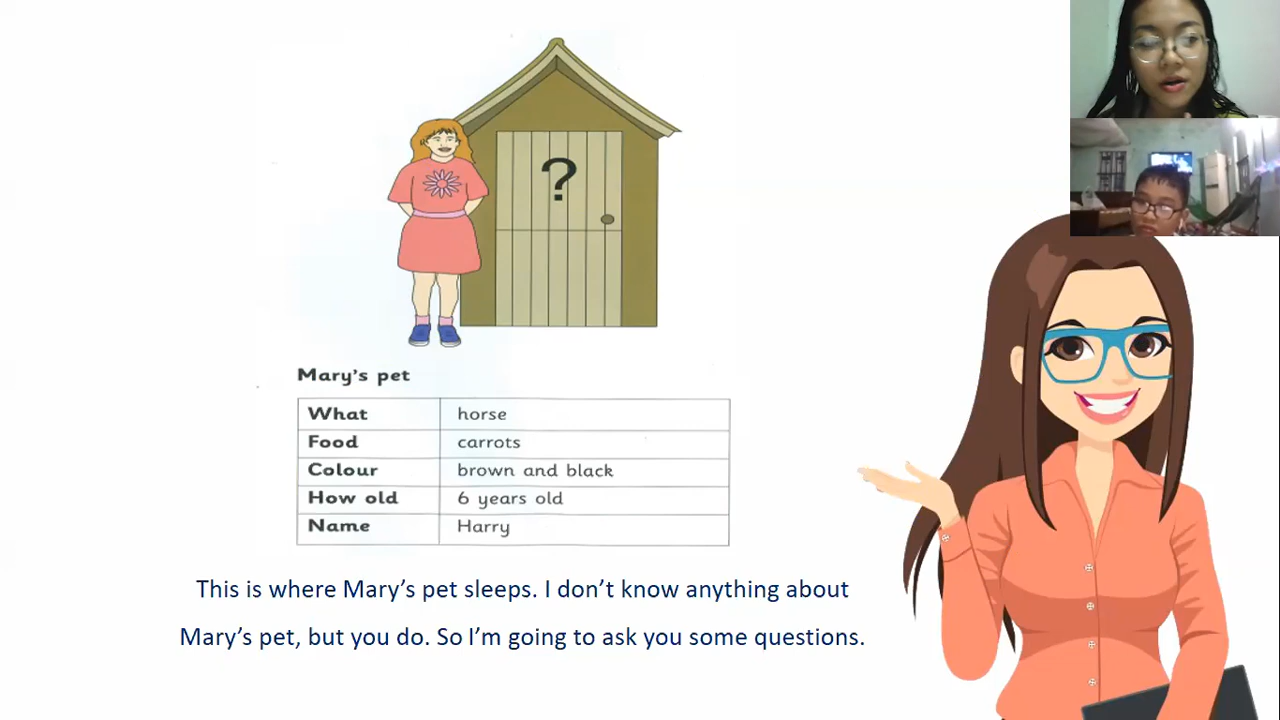 ?
Mary's pet
What horse
Food carrots
Colour brown and black
How old 6 years old
Name Harry
This is where Mary's pet sleeps. I don't know anything about
Mary's pet, but you do. So I'm going to ask you some questions.